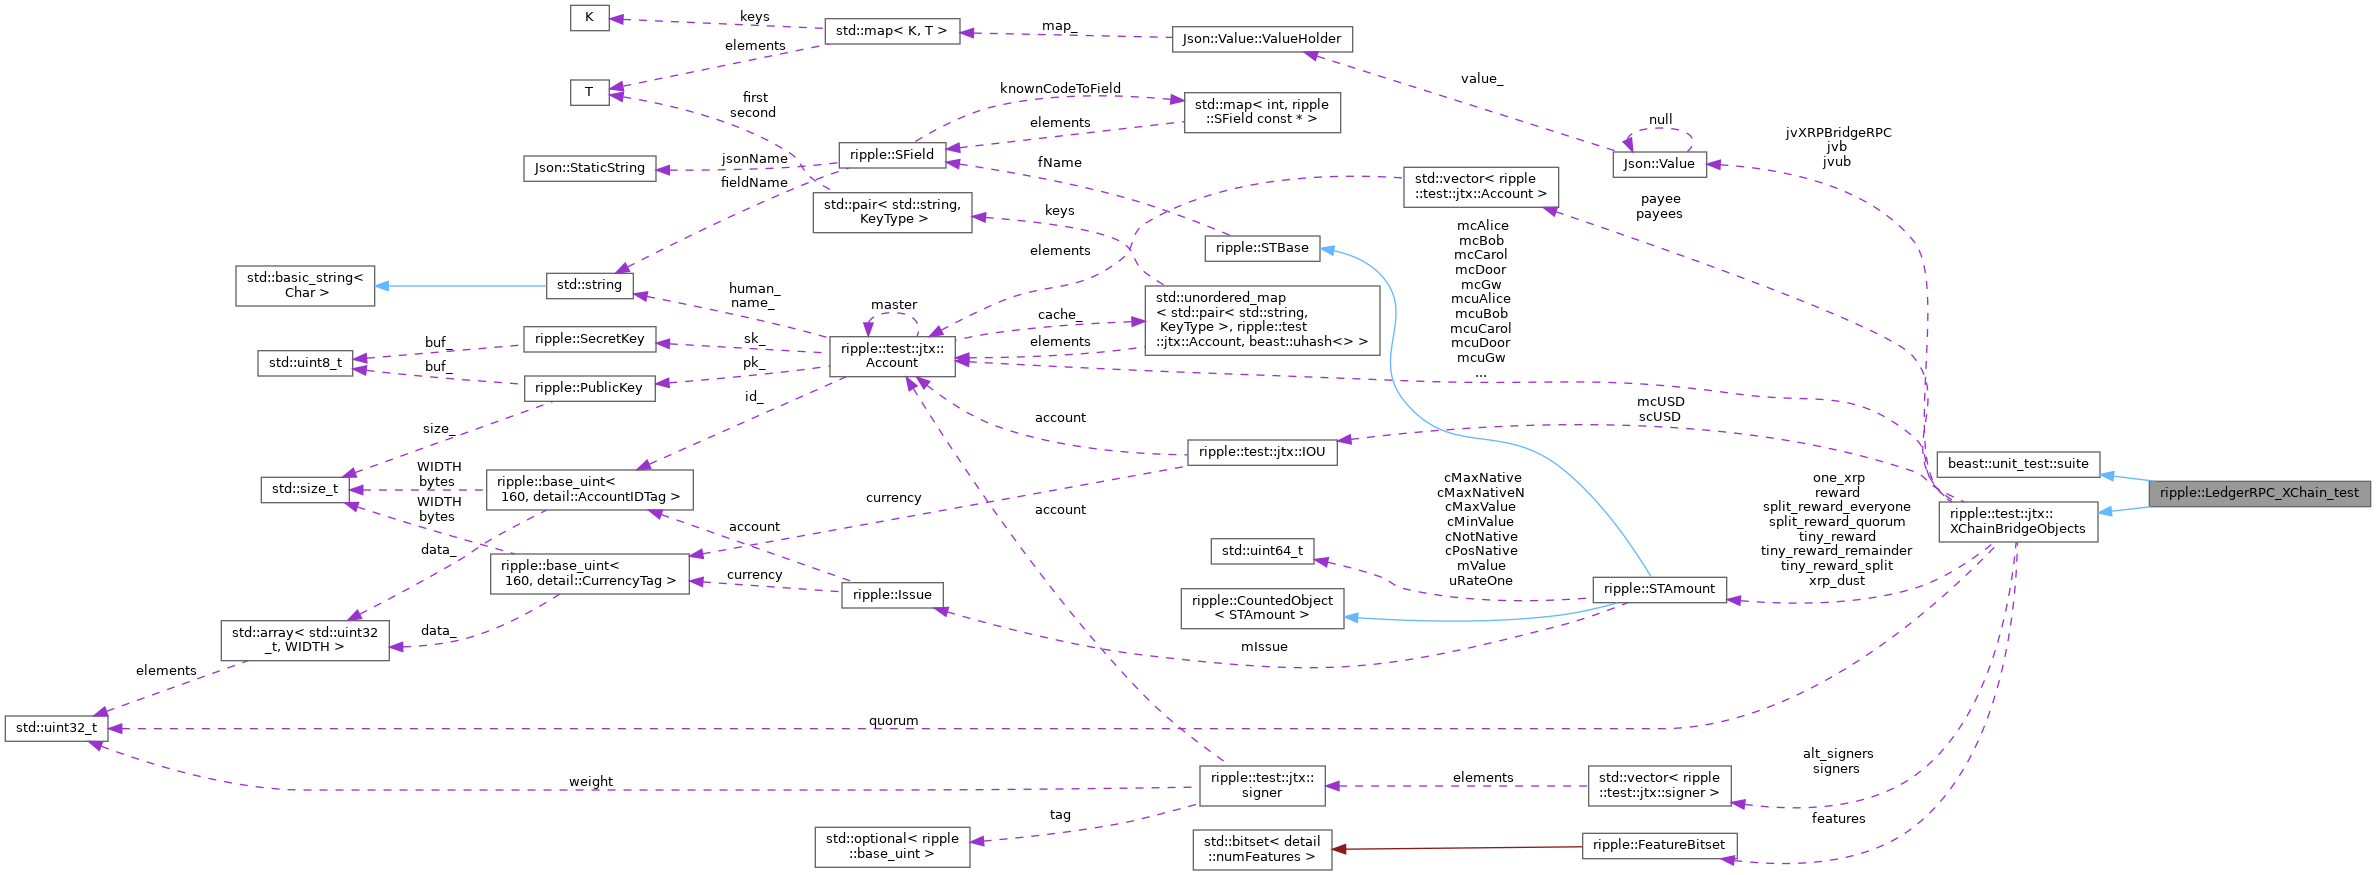 K
keys
std::map< K, T >
map_
Json::Value::ValueHolder
elements
T
first
second
value_
knownCodeToField
std::map< int, ripple
::SField const * >
elements
null
Json::Value
jvXRPBridgeRPC
jvb
jvub
ripple::SField
jsonName
Json::StaticString
fName
fieldName
std::vector< ripple
::test::jtx::Account >
payee
payees
std::pair< std::string,
KeyType >
keys
ripple::STBase
elements
mcAlice
mcBob
mcCarol
mcDoor
mcGw
mcuAlice
mcuBob
mcuCarol
mcuDoor
mcuGw
...
std::basic_string<
Char >
std::string
human_
name_
master
std::unordered_map
< std::pair< std::string,
KeyType >, ripple::test
::jtx::Account, beast::uhash<> >
cache_
elements
ripple::SecretKey
buf_
sk_
ripple::test::jtx::
Account
std::uint8_t
buf_
pk_
ripple::PublicKey
id_
size_
account
mcUSD
scUSD
ripple::test::jtx::IOU
beast::unit_test::suite
WIDTH
bytes
ripple::base_uint<
160, detail::AccountIDTag >
std::size_t
WIDTH
bytes
currency
account
cMaxNative
cMaxNativeN
cMaxValue
cMinValue
cNotNative
cPosNative
mValue
uRateOne
one_xrp
reward
split_reward_everyone
split_reward_quorum
tiny_reward
tiny_reward_remainder
tiny_reward_split
xrp_dust
ripple::LedgerRPC_XChain_test
ripple::test::jtx::
XChainBridgeObjects
account
data_
std::uint64_t
ripple::base_uint<
160, detail::CurrencyTag >
currency
ripple::Issue
ripple::STAmount
ripple::CountedObject
< STAmount >
data_
std::array< std::uint32
_t, WIDTH >
mIssue
elements
std::uint32_t
quorum
weight
ripple::test::jtx::
signer
elements
std::vector< ripple
::test::jtx::signer >
alt_signers
signers
tag
std::optional< ripple
::base_uint >
std::bitset< detail
::numFeatures >
ripple::FeatureBitset
features